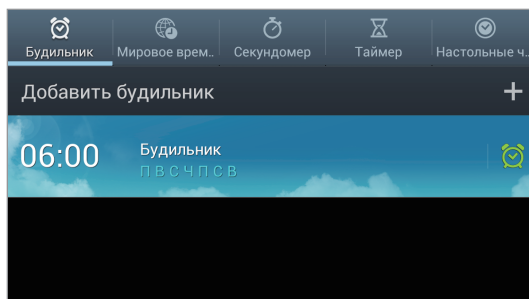 Будильник Мировое врем.. Секундомер Таймер Настольные ч..
Добавить будильник
06:00 Будильник
П В С Ч П С В